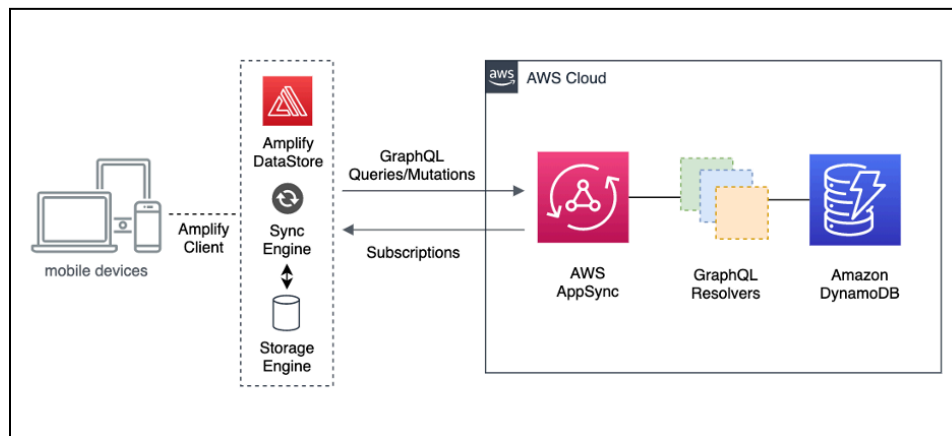 mobile devices
Amplify
Client
Amplify
DataStore
Sync
Engine
Storage
Engine
GraphQL
Queries/Mutations
Subscriptions
aws
AWS Cloud
AWS
AppSync
GraphQL
Resolvers
Amazon
DynamoDB